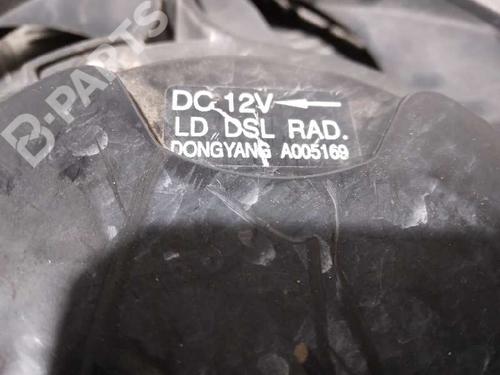 B-PARTS
DC 12V ←
LD DSL RAD.
DONGYANG A005169